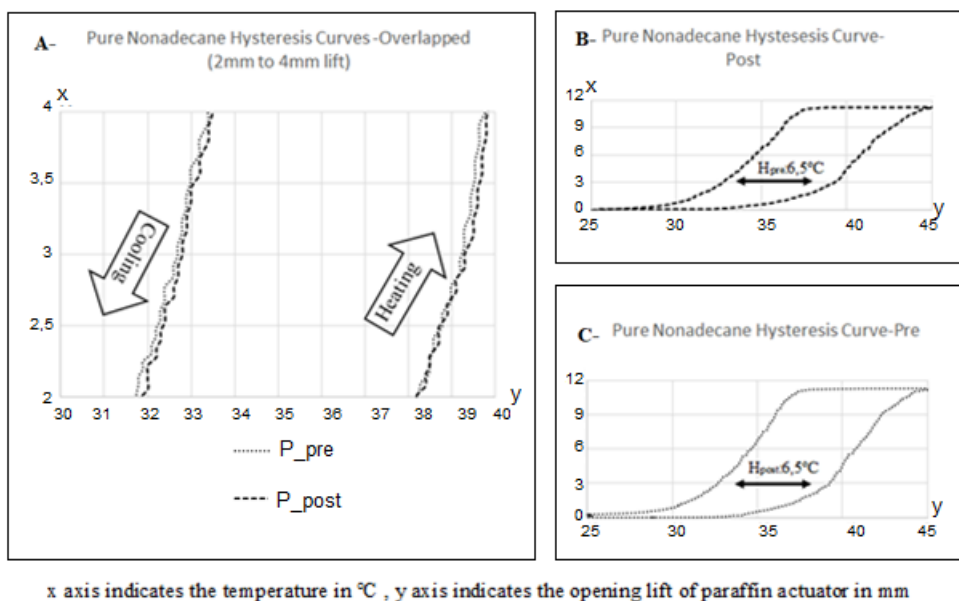 A- Pure Nonadecane Hysteresis Curves -Overlapped
(2mm to 4mm lift)
x
4
3,5
3
2,5
2
30 31 32 33 34 35 36 37 38 39 40
y
Cooling
Heating
P_pre
P_post
B- Pure Nonadecane Hystesesis Curve-
Post
x
12
9
6
3
0
Hpre:6,5°C
25 30 35 40 45
y
C- Pure Nonadecane Hysteresis Curve-Pre
12
9
6
3
0
Hpost:6,5°C
25 30 35 40 45
y
x axis indicates the temperature in °C , y axis indicates the opening lift of paraffin actuator in mm